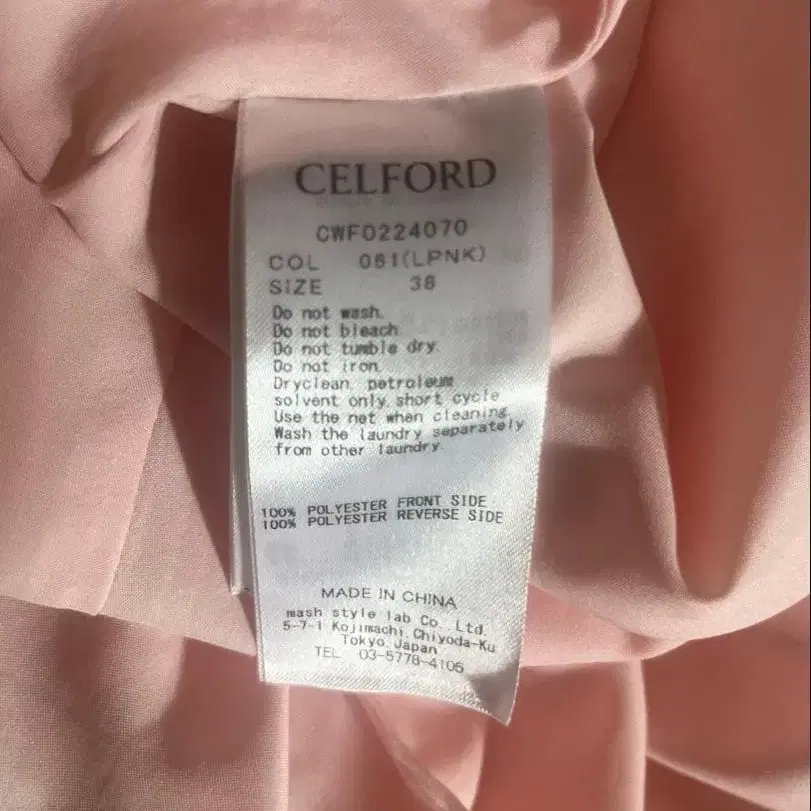 CELFORD
CWFO224070
COL 061(LPNK)
SIZE 38
Do not wash.
Do not bleach.
Do not tumble dry.
Do not iron.
Dryclean, petroleum
solvent only, short cycle
Use the net when cleaning.
Wash the laundry separately
from other laundry.
100% POLYESTER FRONT SIDE
100% POLYESTER REVERSE SIDE
MADE IN CHINA
mash style lab Co., Ltd.
5-7-1 Kojimachi, Chiyoda-Ku
Tokyo, Japan
TEL 03-5778-4106